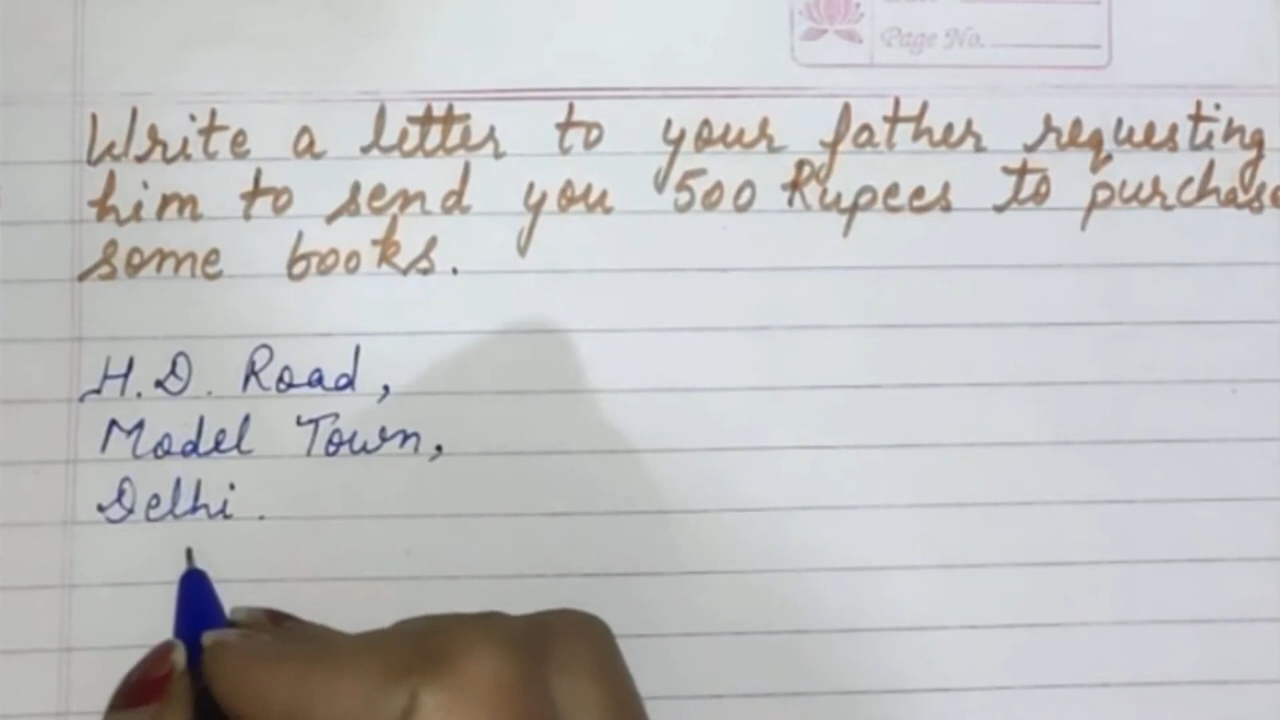 Page No.
Write a letter to your father requesting
him to send you 500 Rupees to purchase
some books.
H.D. Road,
Model Town,
Delhi.